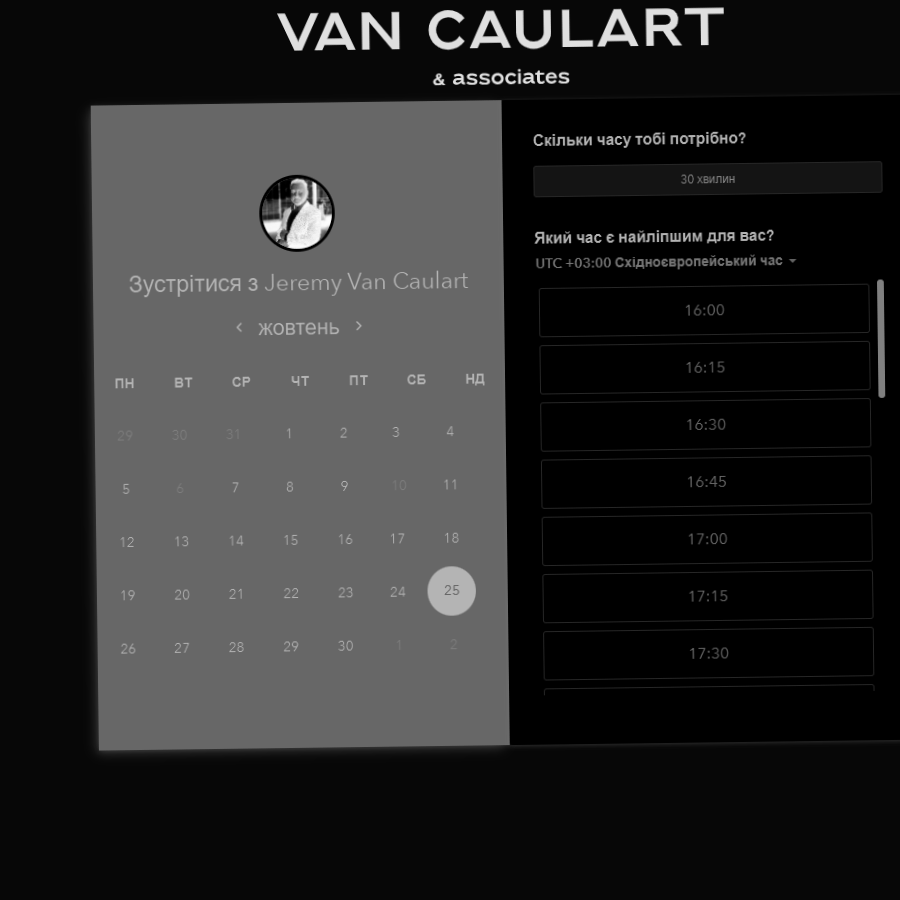 VAN CAULART
& associates
Зустрітися з Jeremy Van Caulart
жовтень
ПН ВТ СР ЧТ ПТ СБ НД
29 30 31 1 2 3 4
5 6 7 8 9 10 11
12 13 14 15 16 17 18
19 20 21 22 23 24 25
26 27 28 29 30 1 2
Скільки часу тобі потрібно?
30 хвилин
Який час є найліпшим для вас?
UTC +03:00 Східноєвропейський час
16:00
16:15
16:30
16:45
17:00
17:15
17:30